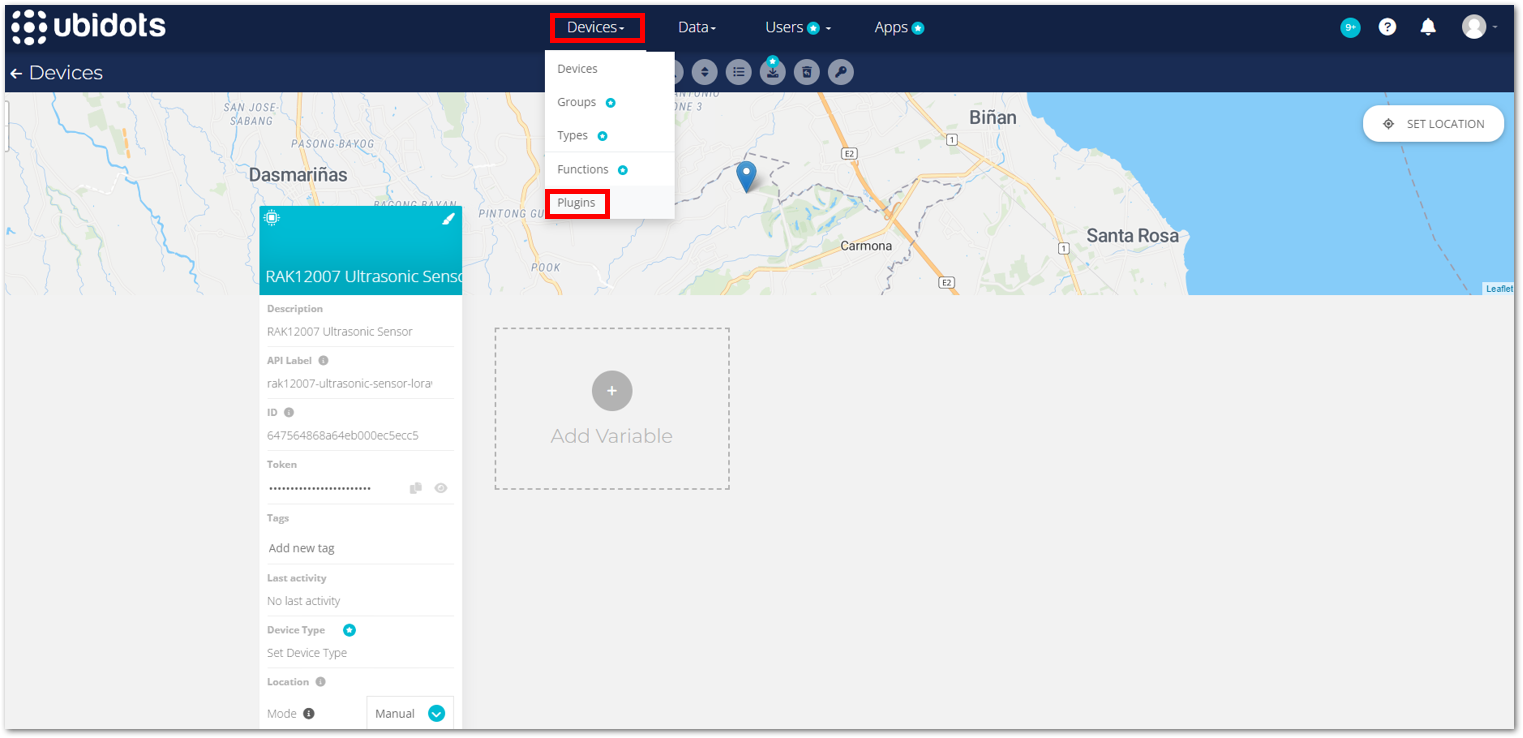 ubidots
Devices
Data
Users
Apps
9+
?
Devices
Devices
Groups
Types
Functions
Plugins
SET LOCATION
SAN JOSE-
SABANG
PASONG-BAYOG
Dasmariñas
BAGONG BAYAN
PINTONG GU
POOK
ANTONIO
ONE 3
Biñan
E2
1
Carmona
E2
1
Santa Rosa
Leaflet
RAK12007 Ultrasonic Senso
Description
RAK12007 Ultrasonic Sensor
API Label
rak12007-ultrasonic-sensor-lora
ID
647564868a64eb000ec5ecc5
Token
Tags
Add new tag
Last activity
No last activity
Device Type
Set Device Type
Location
Mode
Manual
+
Add Variable